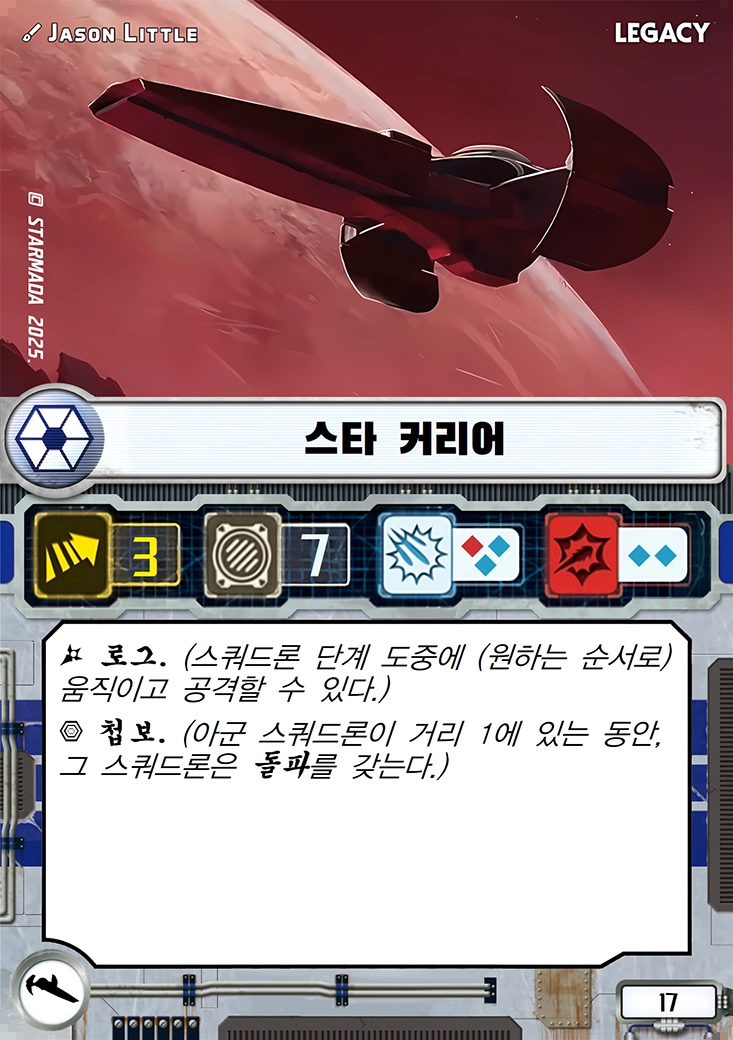 JASON LITTLE
LEGACY
© STARMADA 2025.
스타 커리어
3
7
로그. (스쿼드론 단계 도중에 (원하는 순서로)
움직이고 공격할 수 있다.)
첩보. (아군 스쿼드론이 거리 1에 있는 동안,
그 스쿼드론은 돌파를 갖는다.)
17